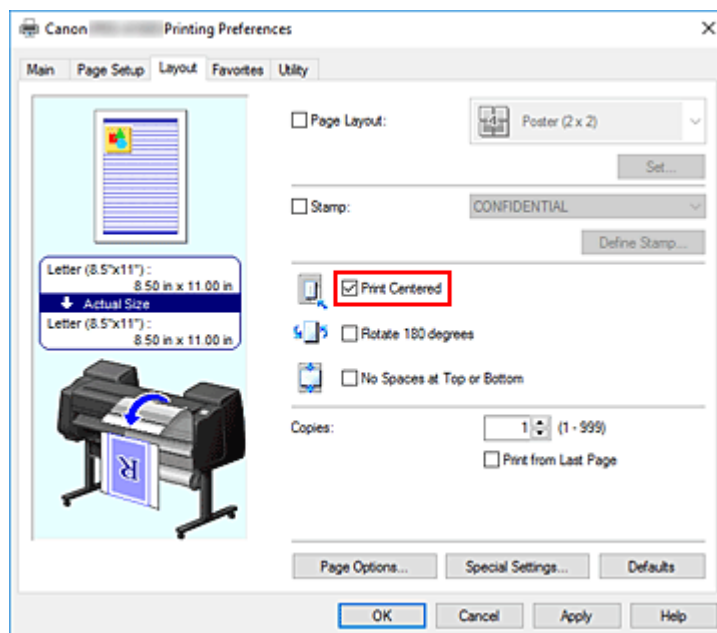 Canon Printing Preferences
Main Page Setup Layout Favorites Utility
Page Layout: Poster (2 x 2)
Set...
Stamp: CONFIDENTIAL
Define Stamp...
Letter (8.5"x11") :
8.50 in x 11.00 in
Actual Size
Letter (8.5"x11") :
8.50 in x 11.00 in
Print Centered
Rotate 180 degrees
No Spaces at Top or Bottom
Copies: 1 (1 - 999)
Print from Last Page
R
Page Options... Special Settings... Defaults
OK Cancel Apply Help